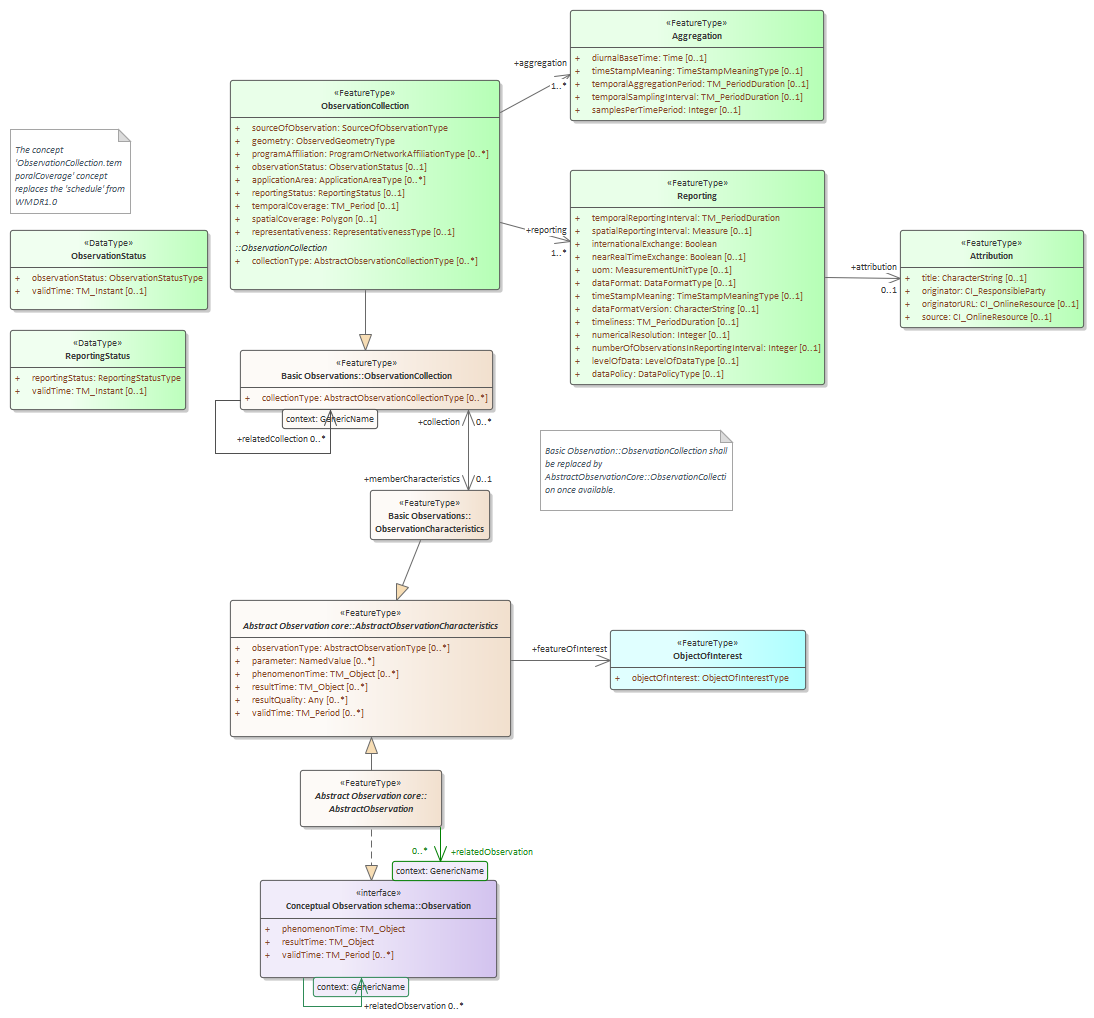 «FeatureType»
Aggregation
+ diurnalBaseTime: Time [0..1]
+ timeStampMeaning: TimeStampMeaningType [0..1]
+ temporalAggregationPeriod: TM_PeriodDuration [0..1]
+ temporalSamplingInterval: TM_PeriodDuration [0..1]
+ samplesPerTimePeriod: Integer [0..1]
+aggregation
1..*
«FeatureType»
ObservationCollection
+ sourceOfObservation: SourceOfObservationType
+ geometry: ObservedGeometryType
+ programAffiliation: ProgramOrNetworkAffiliationType [0..*]
+ observationStatus: ObservationStatus [0..1]
+ applicationArea: ApplicationAreaType [0..*]
+ reportingStatus: ReportingStatus [0..1]
+ temporalCoverage: TM_Period [0..1]
+ spatialCoverage: Polygon [0..1]
+ representativeness: RepresentativenessType [0..1]
::ObservationCollection
+ collectionType: AbstractObservationCollectionType [0..*]
The concept
'ObservationCollection.tem
poralCoverage' concept
replaces the 'schedule' from
WMDR1.0
«DataType»
ObservationStatus
+ observationStatus: ObservationStatusType
+ validTime: TM_Instant [0..1]
«DataType»
ReportingStatus
+ reportingStatus: ReportingStatusType
+ validTime: TM_Instant [0..1]
+reporting
1..*
«FeatureType»
Reporting
+ temporalReportingInterval: TM_PeriodDuration
+ spatialReportingInterval: Measure [0..1]
+ internationalExchange: Boolean
+ nearRealTimeExchange: Boolean [0..1]
+ uom: MeasurementUnitType [0..1]
+ dataFormat: DataFormatType [0..1]
+ timeStampMeaning: TimeStampMeaningType [0..1]
+ dataFormatVersion: CharacterString [0..1]
+ timeliness: TM_PeriodDuration [0..1]
+ numericalResolution: Integer [0..1]
+ numberOfObservationsInReportingInterval: Integer [0..1]
+ levelOfData: LevelOfDataType [0..1]
+ dataPolicy: DataPolicyType [0..1]
+attribution
0..1
«FeatureType»
Attribution
+ title: CharacterString [0..1]
+ originator: CI_ResponsibleParty
+ originatorURL: CI_OnlineResource [0..1]
+ source: CI_OnlineResource [0..1]
«FeatureType»
Basic Observations::ObservationCollection
+ collectionType: AbstractObservationCollectionType [0..*]
context: GenericName
+relatedCollection 0..*
+collection
0..*
+memberCharacteristics
0..1
Basic Observation::ObservationCollection shall
be replaced by
AbstractObservationCore::ObservationCollecti
on once available.
«FeatureType»
Basic Observations::
ObservationCharacteristics
«FeatureType»
Abstract Observation core::AbstractObservationCharacteristics
+ observationType: AbstractObservationType [0..*]
+ parameter: NamedValue [0..*]
+ phenomenonTime: TM_Object [0..*]
+ resultTime: TM_Object [0..*]
+ resultQuality: Any [0..*]
+ validTime: TM_Period [0..*]
+featureOfInterest
«FeatureType»
ObjectOfInterest
+ objectOfInterest: ObjectOfInterestType
«FeatureType»
Abstract Observation core::
AbstractObservation
0..*
+relatedObservation
context: GenericName
«interface»
Conceptual Observation schema::Observation
+ phenomenonTime: TM_Object
+ resultTime: TM_Object
+ validTime: TM_Period [0..*]
context: GenericName
+relatedObservation 0..*